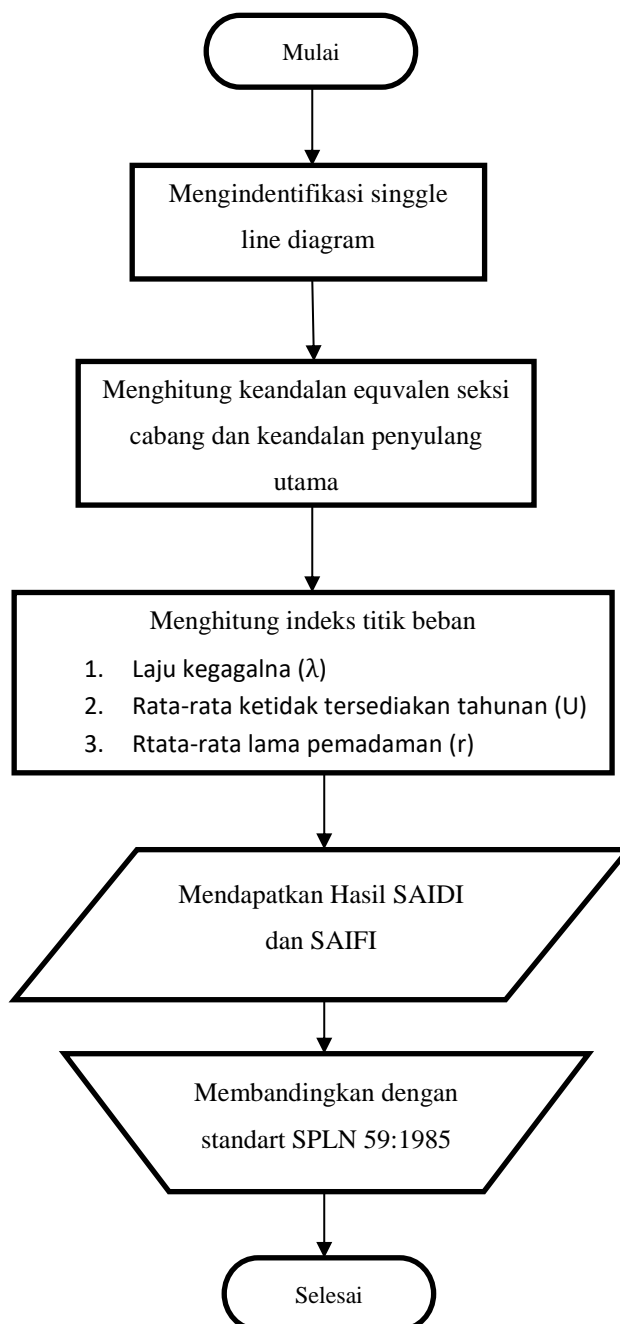 Mulai
Mengindentifikasi singgle
line diagram
Menghitung keandalan equvalen seksi
cabang dan keandalan penyulang
utama
Menghitung indeks titik beban
1. Laju kegagalna (λ)
2. Rata-rata ketidak tersediakan tahunan (U)
3. Rtata-rata lama pemadaman (r)
Mendapatkan Hasil SAIDI
dan SAIFI
Membandingkan dengan
standart SPLN 59:1985
Selesai